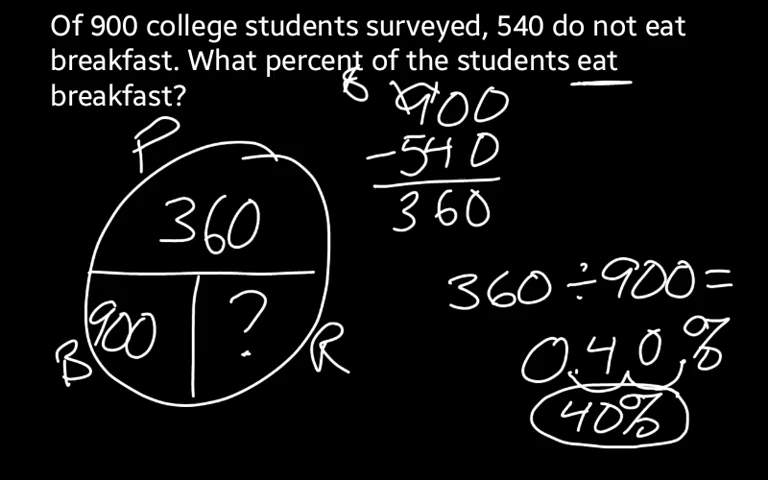 Of 900 college students surveyed, 540 do not eat
breakfast. What percent of the students eat
breakfast?
8
900
-540
360
P
360
900
?
B
R
360 ÷ 900 =
0.40.%
40%